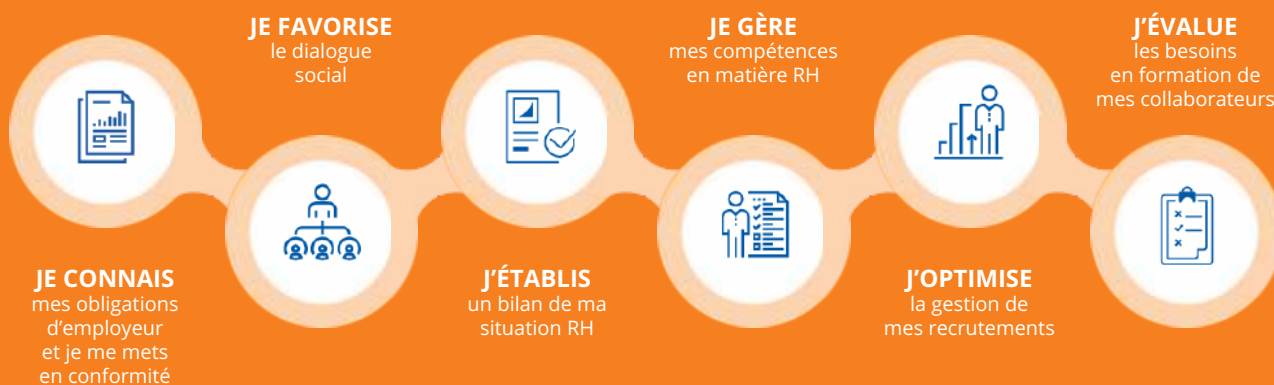 JE CONNAIS
mes obligations
d’employeur
et je me mets
en conformité
JE FAVORISE
le dialogue
social
J’ÉTABLIS
un bilan de ma
situation RH
JE GÈRE
mes compétences
en matière RH
J’OPTIMISE
la gestion de
mes recrutements
J’ÉVALUE
les besoins
en formation de
mes collaborateurs